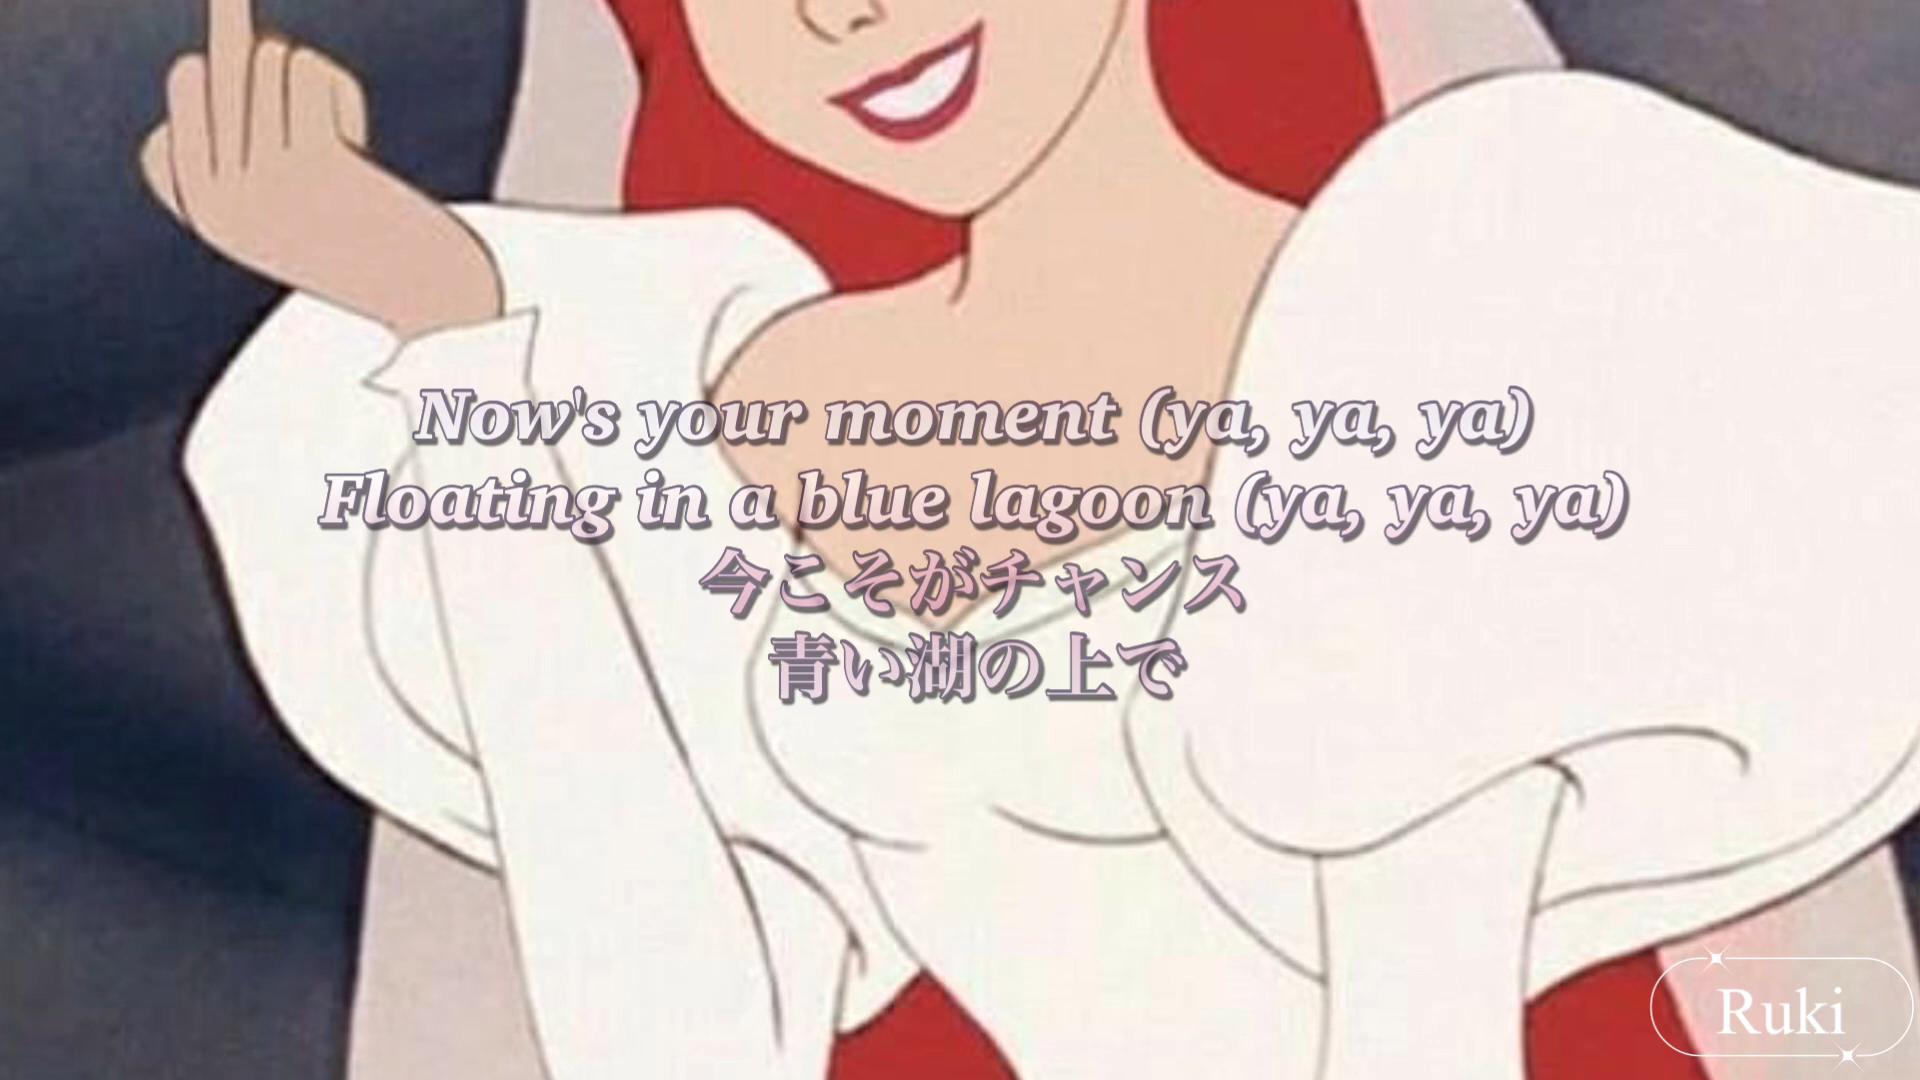 Now's your moment (ya, ya, ya)
Floating in a blue lagoon (ya, ya, ya)
今こそがチャンス
青い湖の上で
Ruki